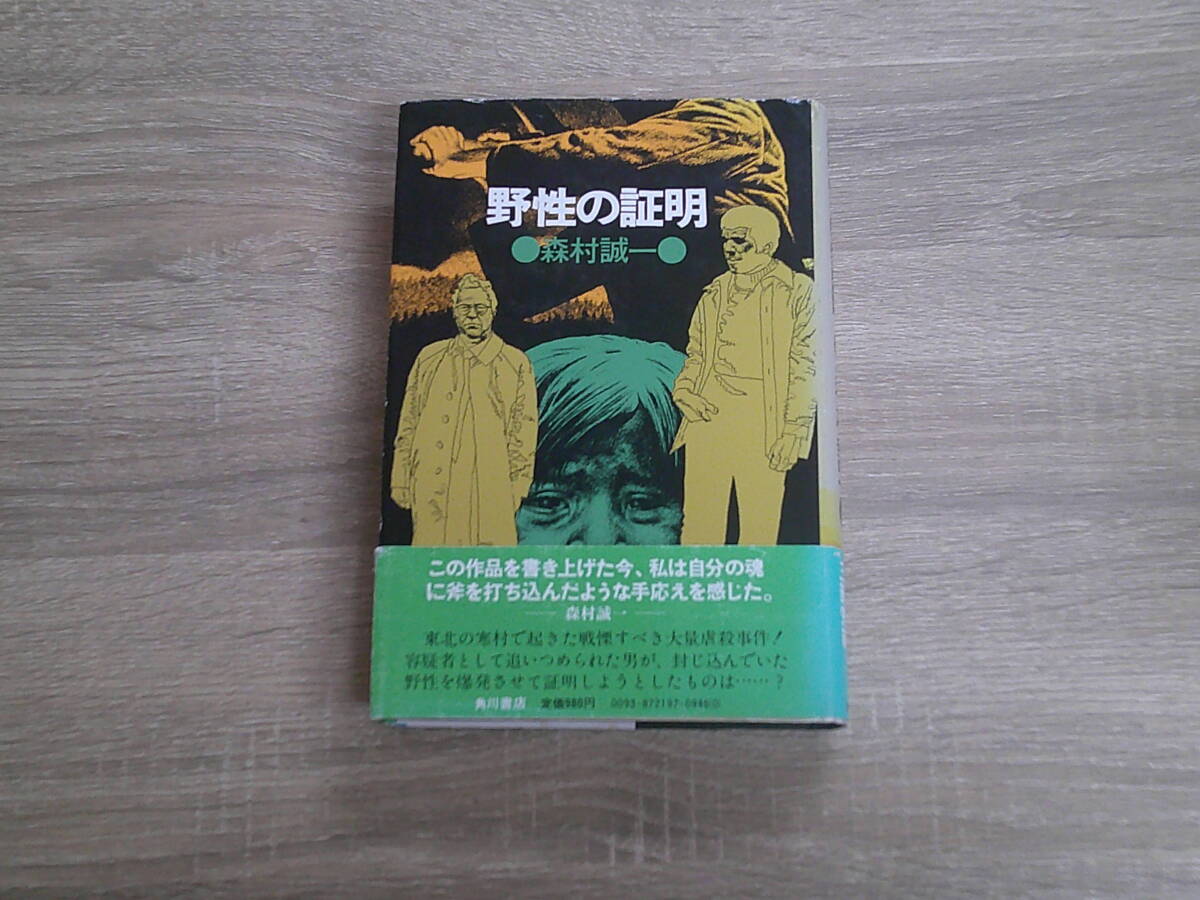 野性の証明
●森村誠一●
この作品を書き上げた今、私は自分の魂
に斧を打ち込んだような手応えを感じた。
— 森村誠一 —
東北の寒村で起きた戦慄すべき大量虐殺事件!
容疑者として追いつめられた男が、封じ込んでいた
野性を爆発させて証明しようとしたものは……?
角川書店 定価980円 0093-872197-0946(0)